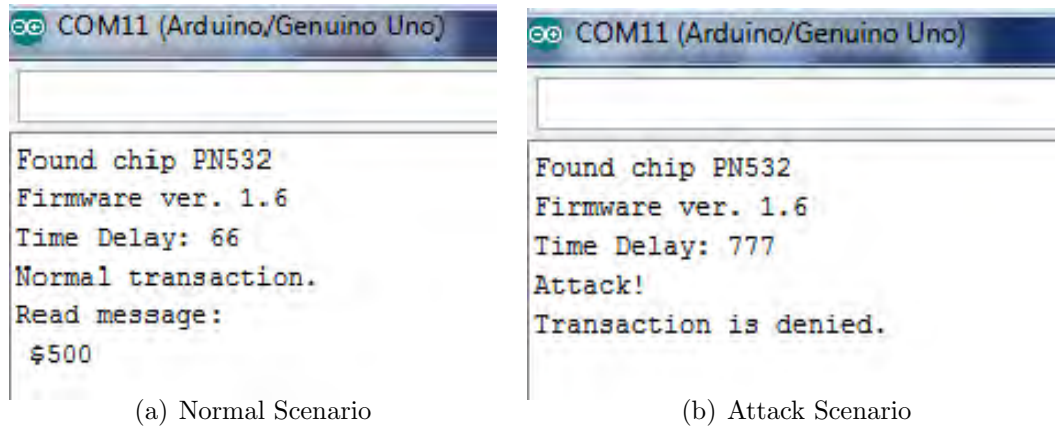 COM11 (Arduino/Genuino Uno)
Found chip PN532
Firmware ver. 1.6
Time Delay: 66
Normal transaction.
Read message:
$500
(a) Normal Scenario
COM11 (Arduino/Genuino Uno)
Found chip PN532
Firmware ver. 1.6
Time Delay: 777
Attack!
Transaction is denied.
(b) Attack Scenario